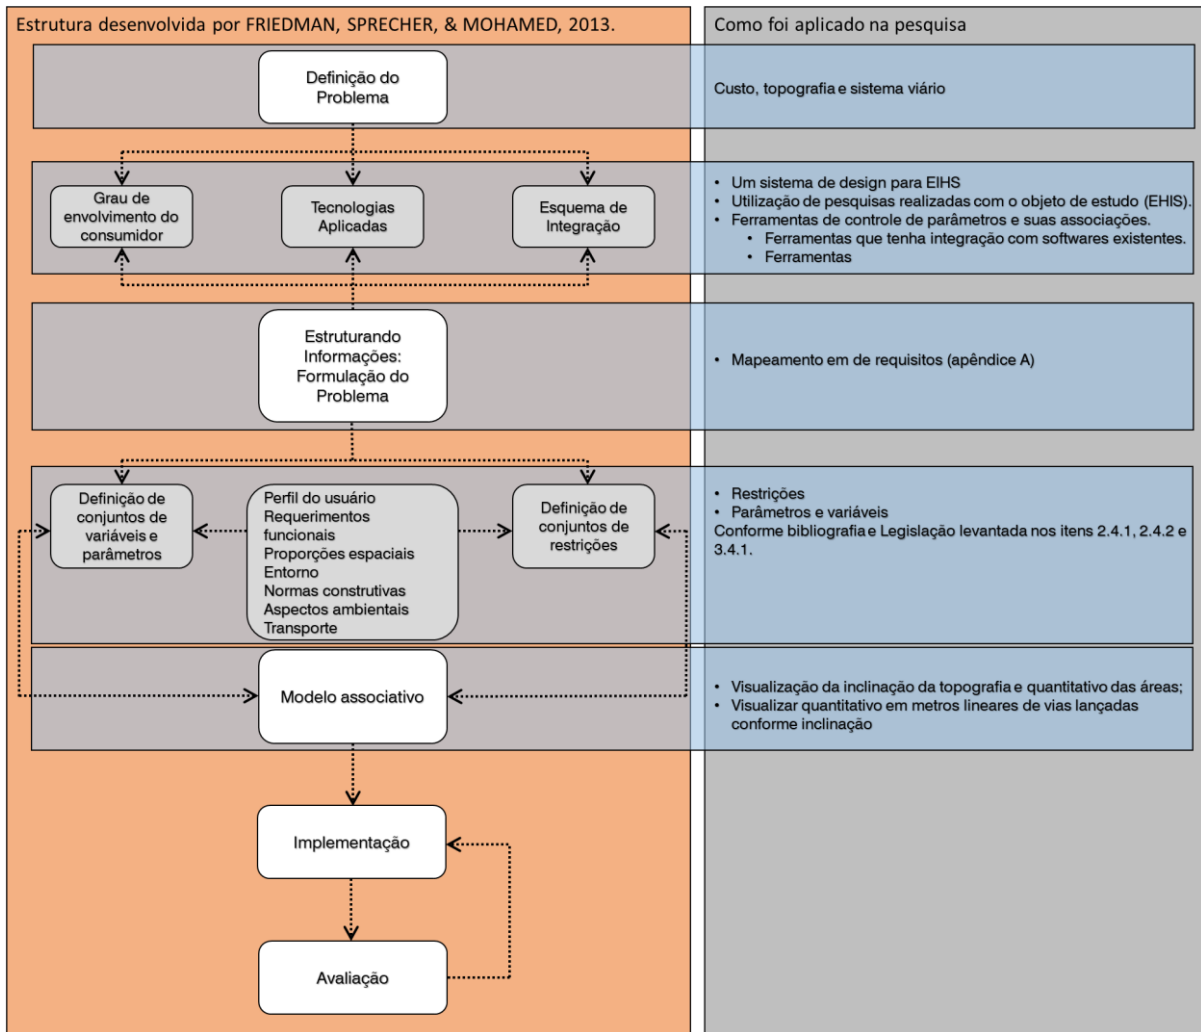 Estrutura desenvolvida por FRIEDMAN, SPRECHER, & MOHAMED, 2013.
Como foi aplicado na pesquisa
Definição do
Problema
Custo, topografia e sistema viário
Grau de
envolvimento do
consumidor
Tecnologias
Aplicadas
Esquema de
Integração
• Um sistema de design para EIHS
• Utilização de pesquisas realizadas com o objeto de estudo (EHIS).
• Ferramentas de controle de parâmetros e suas associações.
• Ferramentas que tenha integração com softwares existentes.
• Ferramentas
Estruturando
Informações:
Formulação do
Problema
• Mapeamento em de requisitos (apêndice A)
Definição de
conjuntos de
variáveis e
parâmetros
Perfil do usuário
Requerimentos
funcionais
Proporções espaciais
Entorno
Normas construtivas
Aspectos ambientais
Transporte
Definição de
conjuntos de
restrições
• Restrições
• Parâmetros e variáveis
Conforme bibliografia e Legislação levantada nos itens 2.4.1, 2.4.2 e
3.4.1.
Modelo associativo
• Visualização da inclinação da topografia e quantitativo das áreas;
• Visualizar quantitativo em metros lineares de vias lançadas
conforme inclinação
Implementação
Avaliação